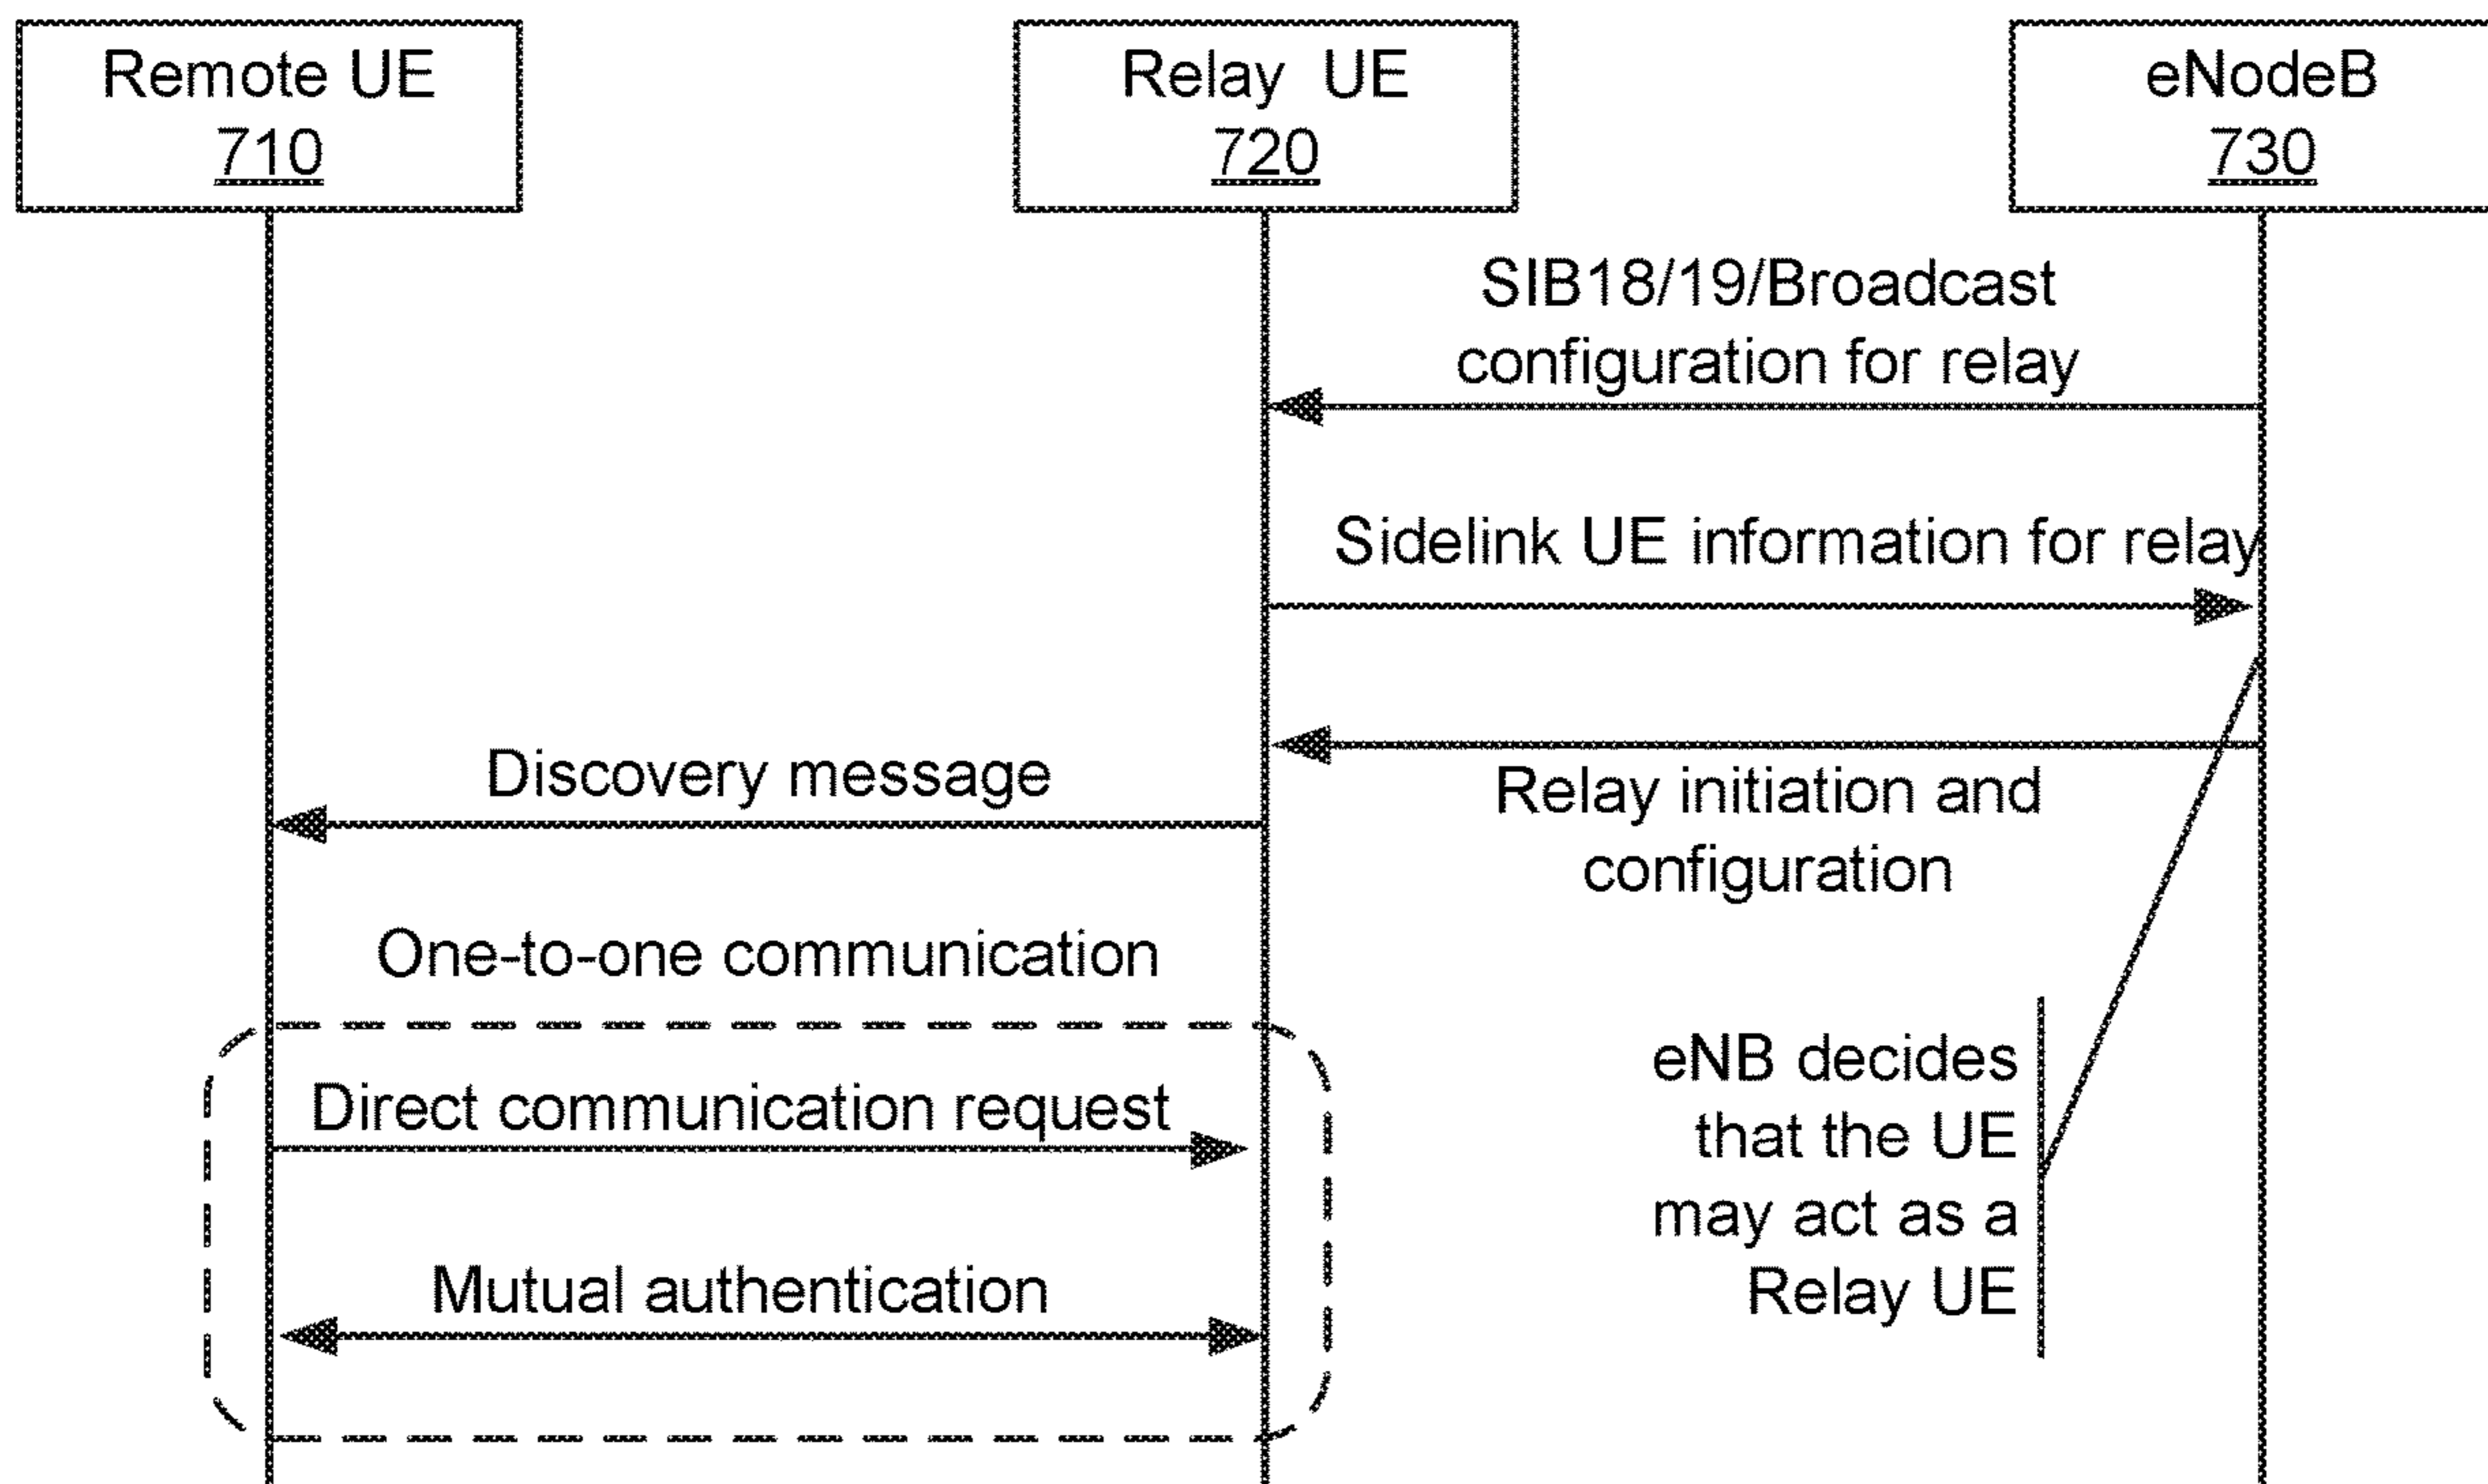 Remote UE
710
Relay UE
720
eNodeB
730
SIB18/19/Broadcast
configuration for relay
Sidelink UE information for relay
Discovery message
Relay initiation and
configuration
One-to-one communication
Direct communication request
Mutual authentication
eNB decides
that the UE
may act as a
Relay UE